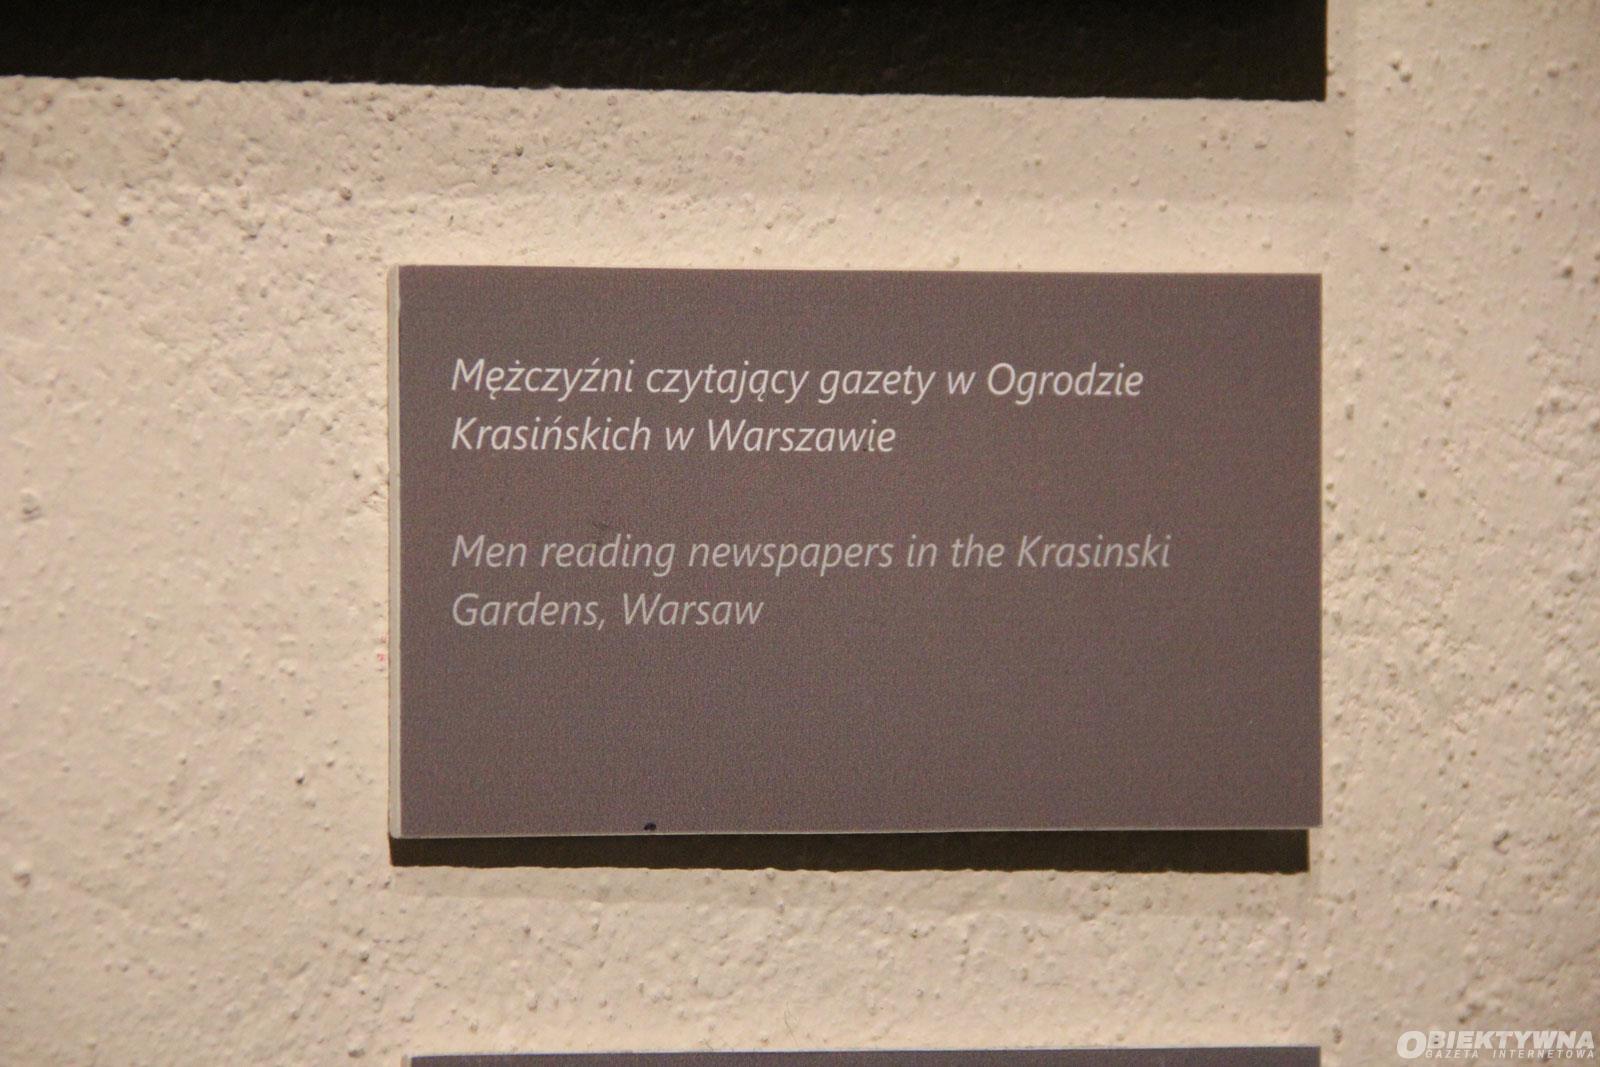 Mężczyźni czytający gazety w Ogrodzie
Krasińskich w Warszawie
Men reading newspapers in the Krasinski
Gardens, Warsaw
OBIEKTYWNA
GAZETA INTERNETOWA